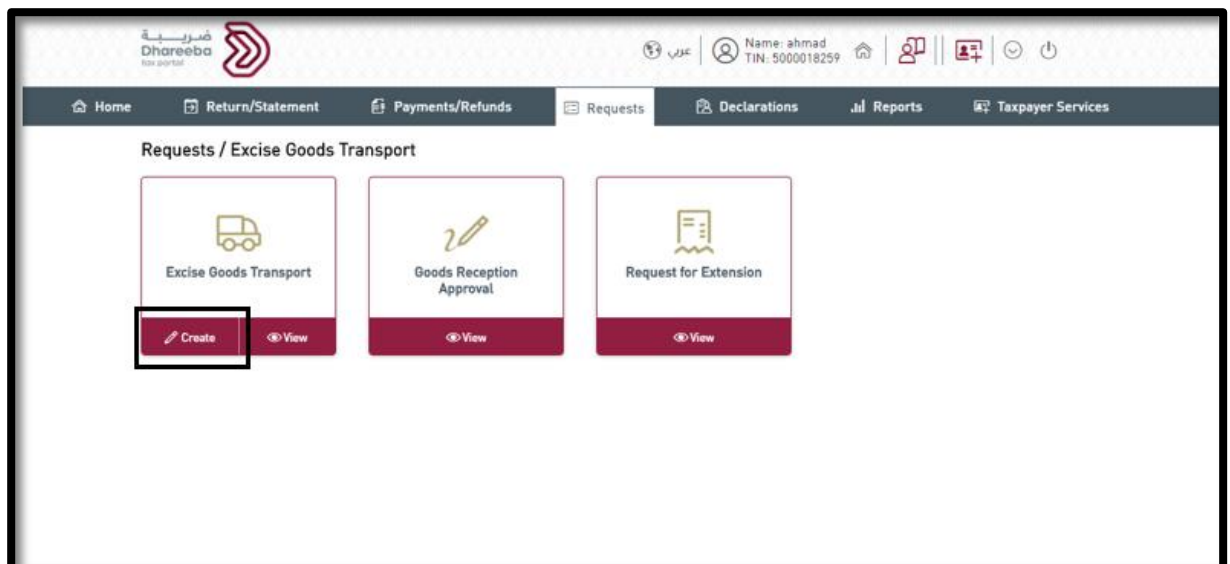 ضريبة
Dhareeba
tax portal
عربي
Name: ahmad
TIN: 5000018259
Home Return/Statement Payments/Refunds Requests Declarations Reports Taxpayer Services
Requests / Excise Goods Transport
Excise Goods Transport
Create View
Goods Reception
Approval
View
Request for Extension
View